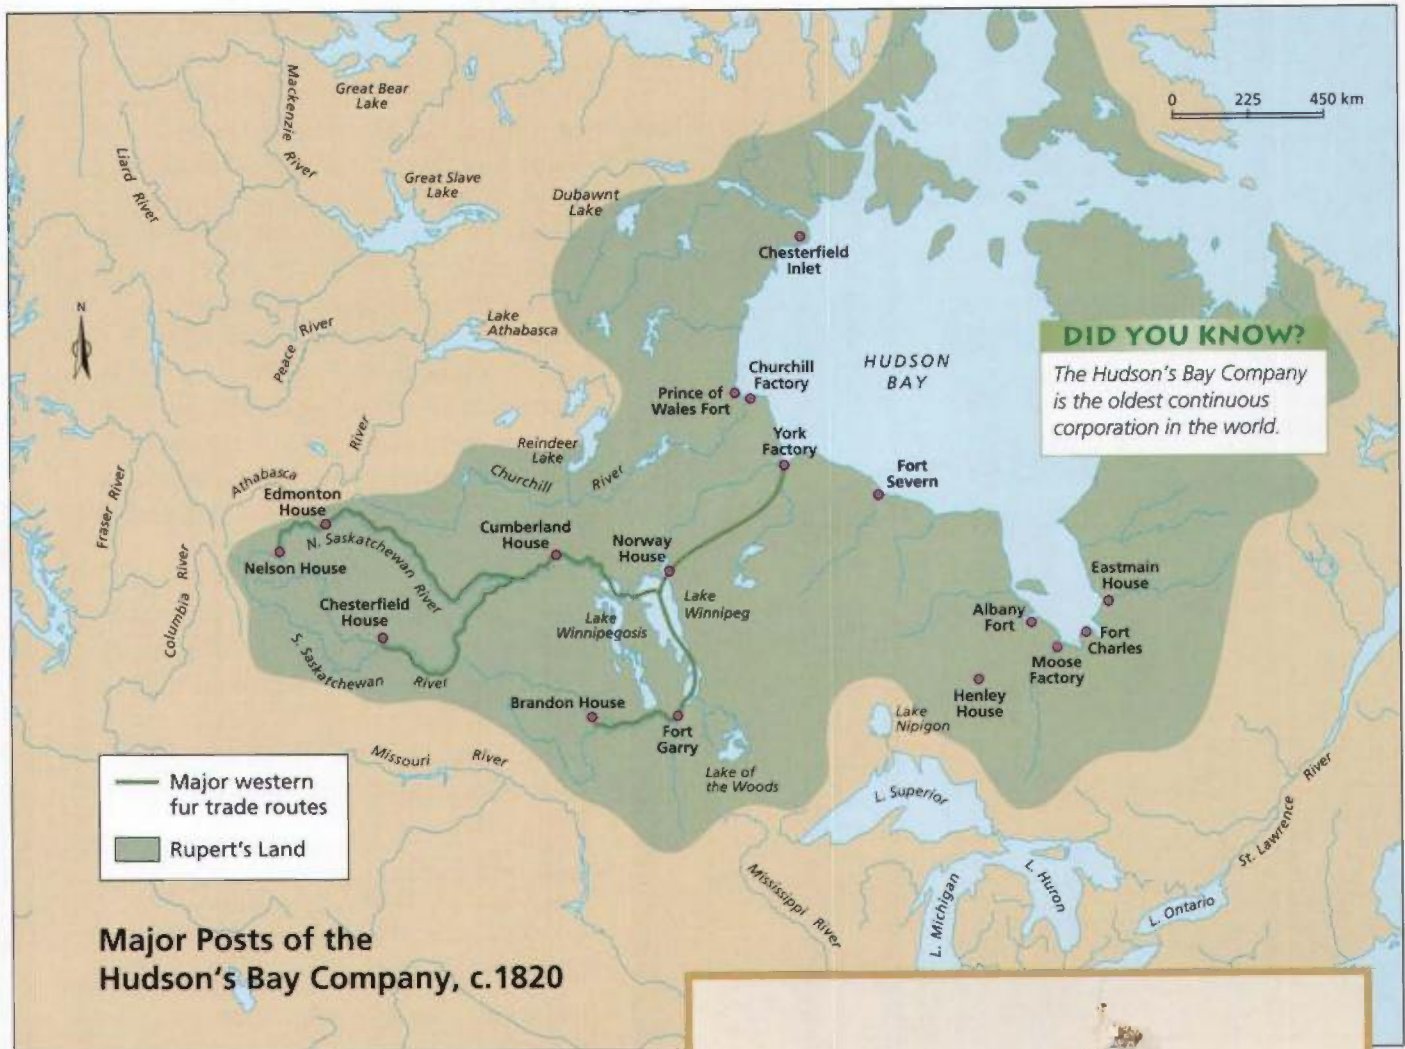 Mackenzie River
Great Bear
Lake
Liard River
Great Slave
Lake
Dubawnt
Lake
0 225 450 km
Chesterfield
Inlet
N
Peace River
Lake
Athabasca
HUDSON
BAY
DID YOU KNOW?
The Hudson's Bay Company
is the oldest continuous
corporation in the world.
Churchill
Factory
Prince of
Wales Fort
York
Factory
Reindeer
Lake
Churchill River
Fort
Severn
Athabasca River
Fraser River
Edmonton
House
Nelson House
N. Saskatchewan River
Cumberland
House
Norway
House
Columbia River
Chesterfield
House
S. Saskatchewan River
Lake
Winnipegosis
Lake
Winnipeg
Eastmain
House
Albany
Fort
Fort
Charles
Moose
Factory
Henley
House
Brandon House
Fort
Garry
Lake
Nipigon
Lake of
the Woods
Missouri River
L. Superior
St. Lawrence River
Mississippi River
L. Michigan
L. Huron
L. Ontario
Major western
fur trade routes
Rupert's Land
Major Posts of the
Hudson's Bay Company, c.1820